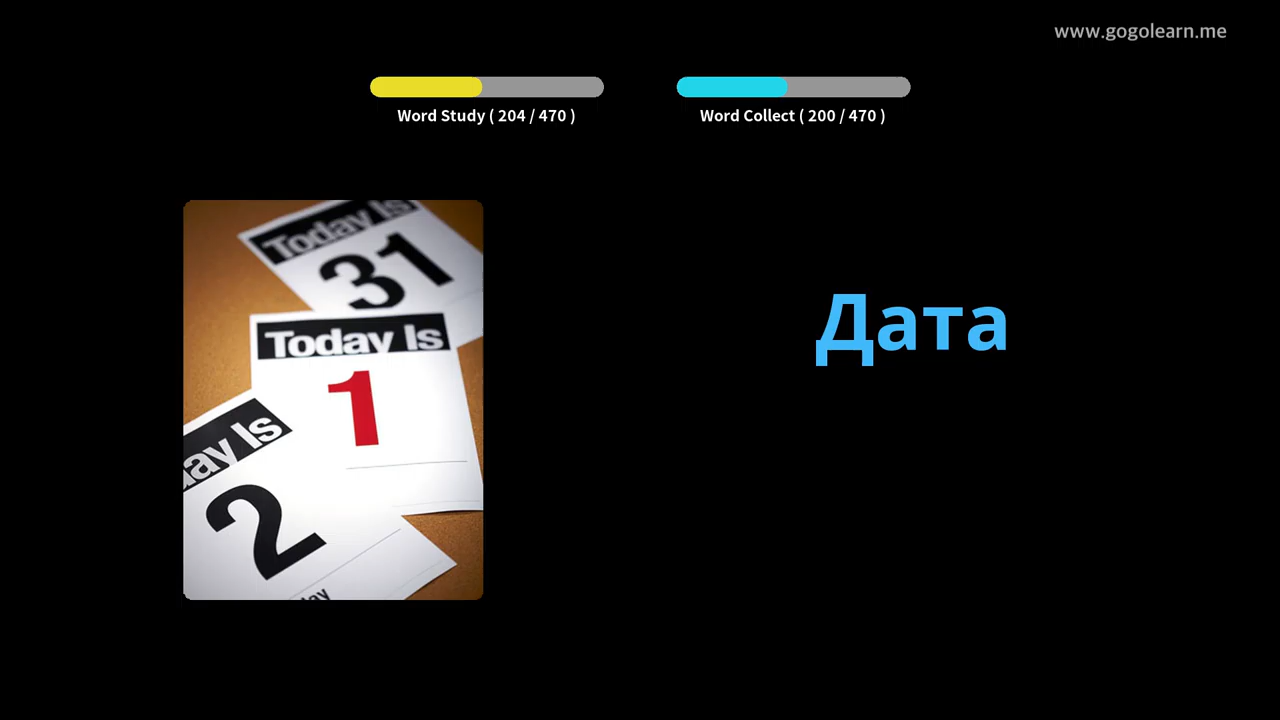 www.gogolearn.me
Word Study ( 204 / 470 )
Word Collect ( 200 / 470 )
Today Is
31
Today Is
1
ay Is
2
ay
Дата